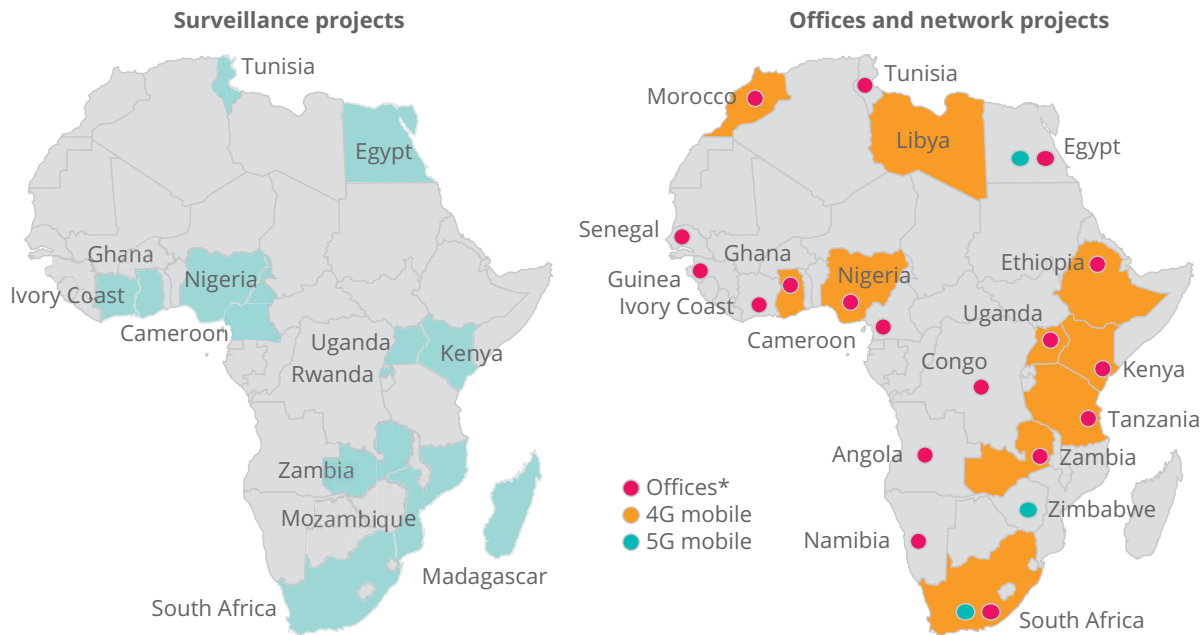 Surveillance projects
Tunisia
Egypt
Ghana
Nigeria
Ivory Coast
Cameroon
Uganda
Kenya
Rwanda
Zambia
Mozambique
Madagascar
South Africa
Offices and network projects
Tunisia
Morocco
Libya
Egypt
Senegal
Ghana
Nigeria
Ethiopia
Guinea
Ivory Coast
Uganda
Cameroon
Congo
Kenya
Tanzania
Angola
Zambia
Offices*
4G mobile
5G mobile
Zimbabwe
Namibia
South Africa